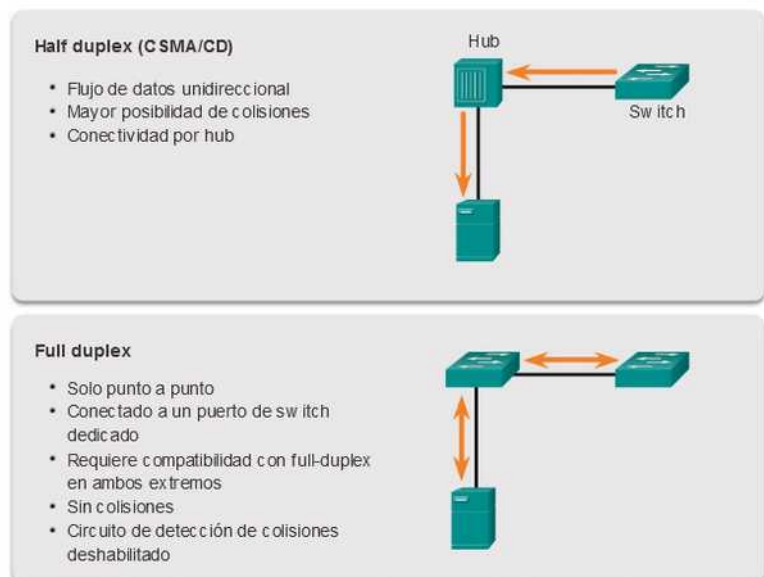 Half duplex (CSMA/CD)
• Flujo de datos unidireccional
• Mayor posibilidad de colisiones
• Conectividad por hub
Hub
Switch
Full duplex
• Solo punto a punto
• Conectado a un puerto de switch
dedicado
• Requiere compatibilidad con full-duplex
en ambos extremos
• Sin colisiones
• Circuito de detección de colisiones
deshabilitado